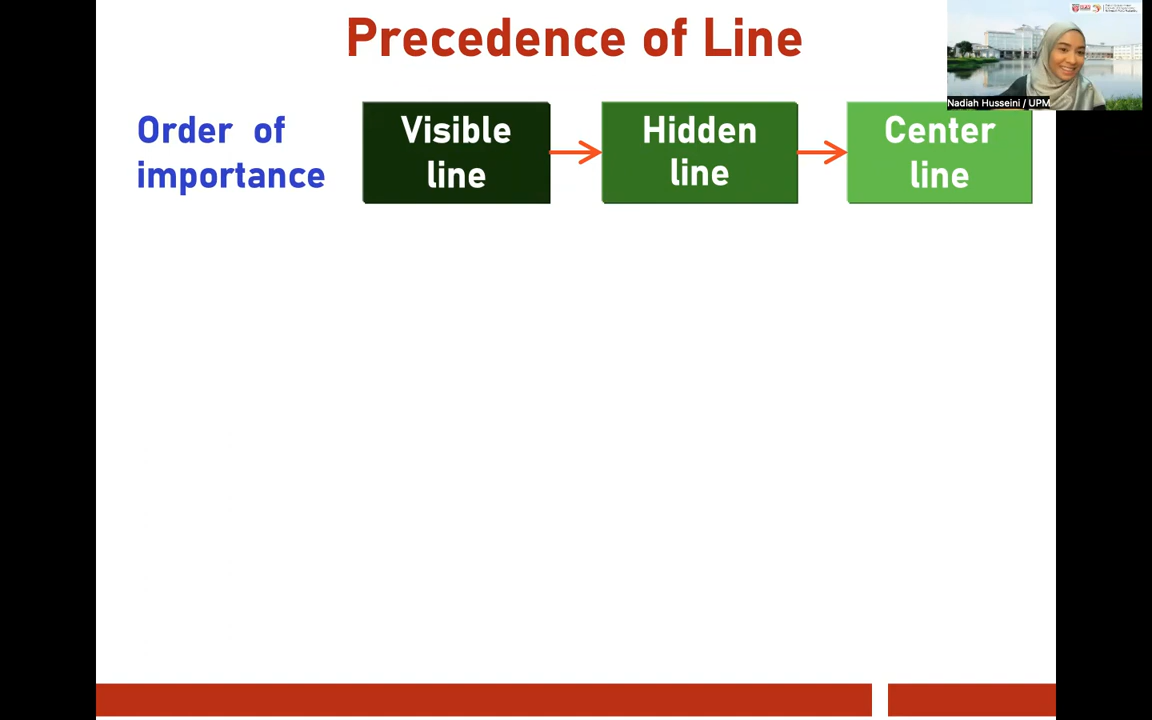 Precedence of Line
Nadiah Husseini / UPM
Order of
importance
Visible
line
Hidden
line
Center
line